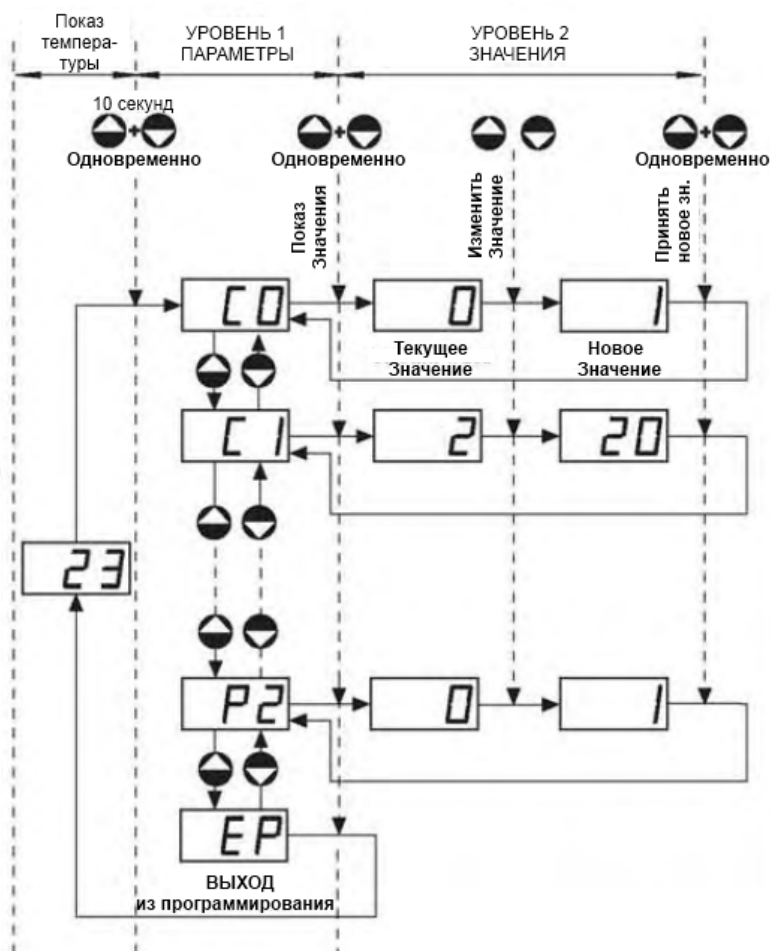 Показ
темпера-
туры
УРОВЕНЬ 1
ПАРАМЕТРЫ
УРОВЕНЬ 2
ЗНАЧЕНИЯ
10 секунд
+
Одновременно
+
Одновременно
+
Одновременно
Показ
Значения
Изменить
Значение
Принять
новое зн.
C0
0
1
Текущее
Значение
Новое
Значение
C1
2
20
23
P2
0
1
EP
ВЫХОД
из программирования